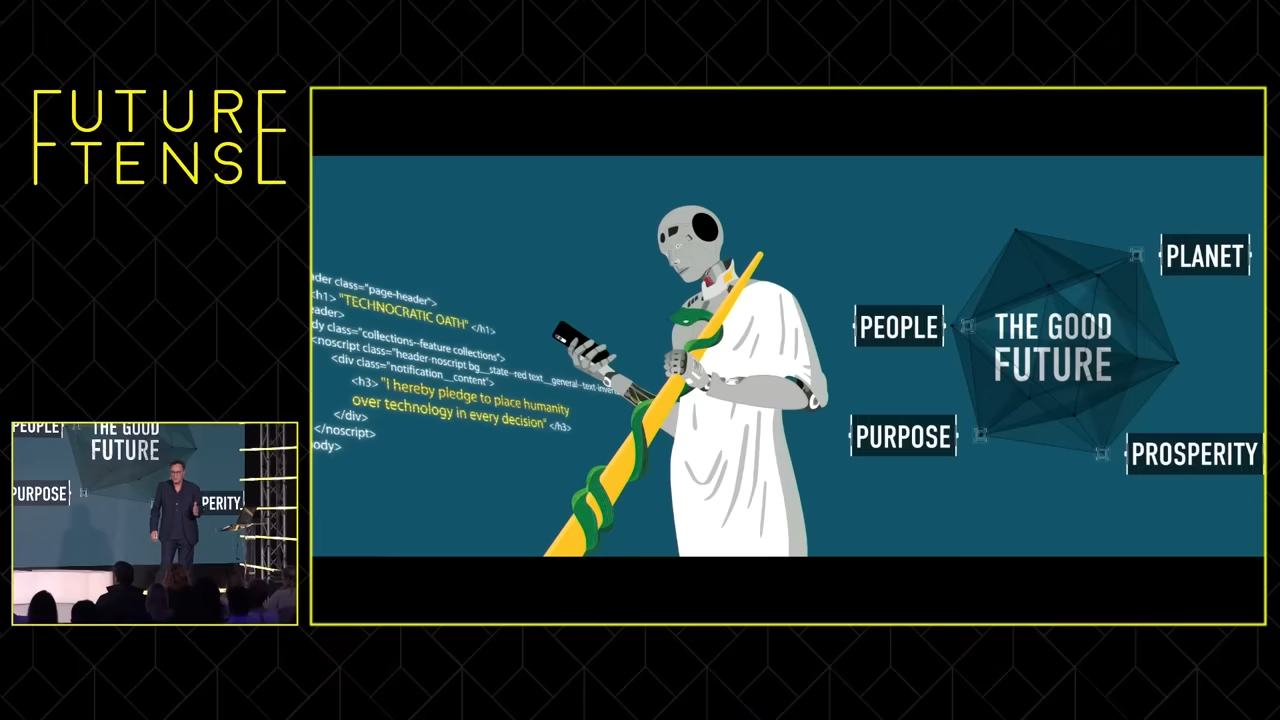 FUTURE
TENSE
ader class="page-header">
<h1> "TECHNOCRATIC OATH" </h1>
eader>
dy class="collections--feature collections">
<noscript class="header-noscript bg__state--red text__general--text-inver
<div class="notification__content">
<h3> "I hereby pledge to place humanity
over technology in every decision" </h3>
</div>
</noscript>
body>
PEOPLE
PURPOSE
THE GOOD
FUTURE
PLANET
PROSPERITY
PEOPLE
THE GOOD
FUTURE
PURPOSE
PERITY